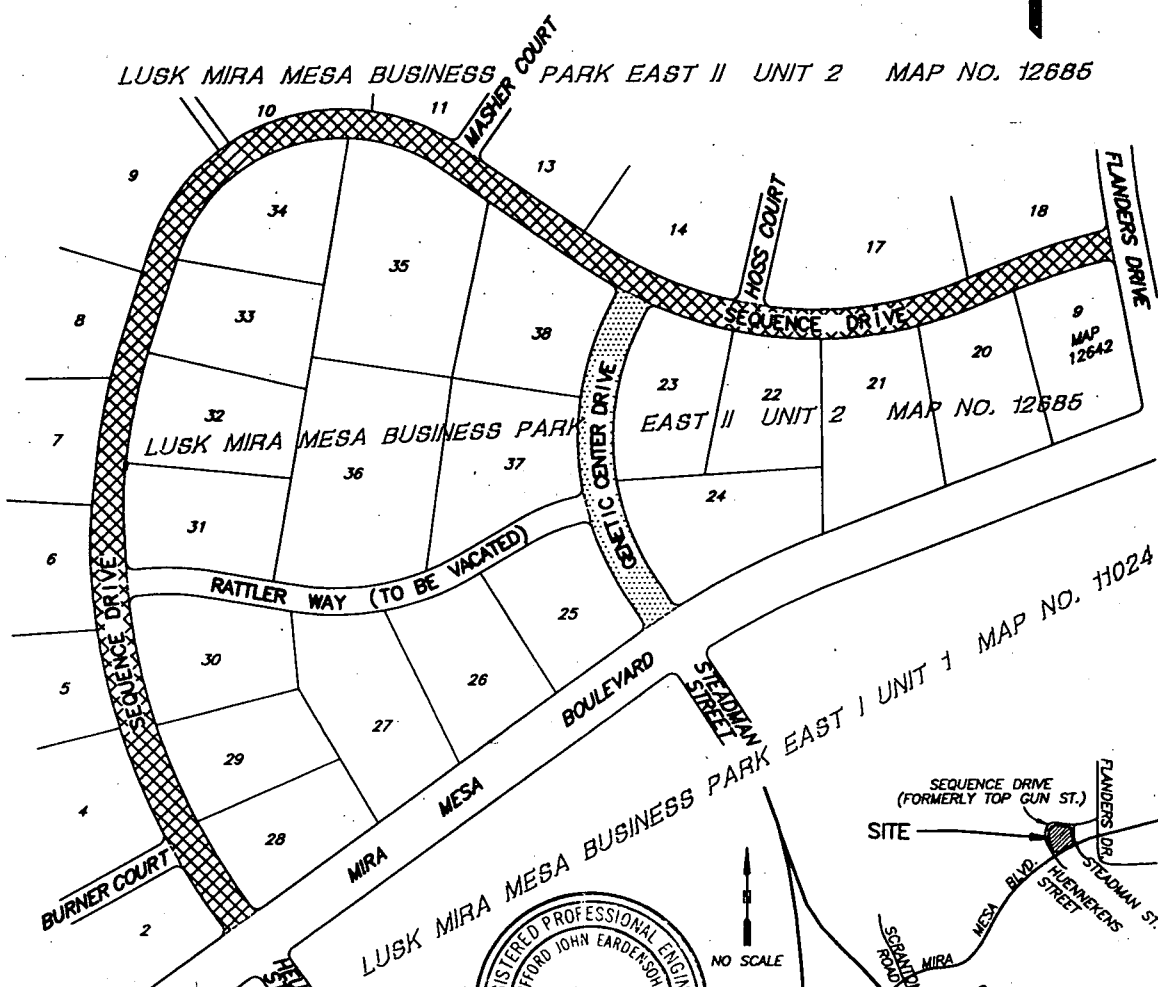 LUSK MIRA MESA BUSINESS PARK EAST II UNIT 2 MAP NO. 12685
MASHER COURT
10
11
9
13
FLANDERS DRIVE
HOSS COURT
34
14
18
17
35
8
33
38
SEQUENCE DRIVE
9
MAP
12642
20
23
22
21
32
LUSK MIRA MESA BUSINESS PARK EAST II UNIT 2 MAP NO. 12685
7
GENETIC CENTER DRIVE
36
37
24
31
6
RATTLER WAY (TO BE VACATED)
SEQUENCE DRIVE
25
30
5
26
27
29
STEADMAN
STREET
4
28
MIRA MESA BOULEVARD
BURNER COURT
2
LUSK MIRA MESA BUSINESS PARK EAST I UNIT 1 MAP NO. 11024
NO SCALE
SEQUENCE DRIVE
(FORMERLY TOP GUN ST.)
SITE
FLANDERS DR.
STEADMAN ST.
HUENNEKENS
STREET
MIRA MESA BLVD.
SCRANTON
ROAD